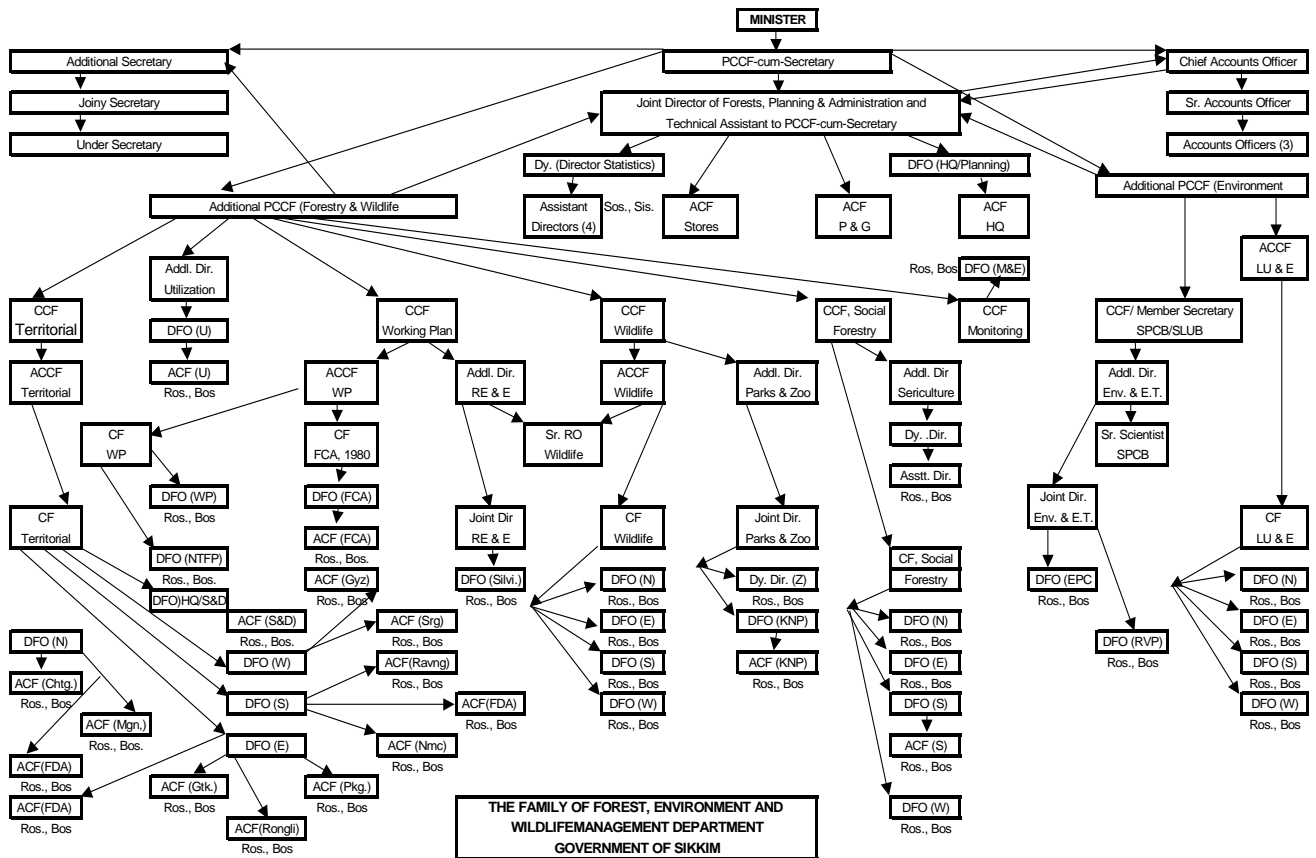 MINISTER
Additional Secretary
PCCF-cum-Secretary
Chief Accounts Officer
Joiny Secretary
Joint Director of Forests, Planning & Administration and
Technical Assistant to PCCF-cum-Secretary
Sr. Accounts Officer
Under Secretary
Accounts Officers (3)
Dy. (Director Statistics)
DFO (HQ/Planning)
Additional PCCF (Environment
Additional PCCF (Forestry & Wildlife
Assistant
Directors (4)
Sos., Sis.
ACF
Stores
ACF
P & G
ACF
HQ
ACCF
LU & E
Addl. Dir.
Utilization
Ros, Bos
DFO (M&E)
CCF
Territorial
DFO (U)
CCF
Working Plan
CCF
Wildlife
CCF, Social
Forestry
CCF
Monitoring
CCF/ Member Secretary
SPCB/SLUB
ACCF
Territorial
ACF (U)
Ros., Bos
ACCF
WP
Addl. Dir.
RE & E
ACCF
Wildlife
Addl. Dir.
Parks & Zoo
Addl. Dir
Sericulture
Addl. Dir.
Env. & E.T.
CF
WP
CF
FCA, 1980
Sr. RO
Wildlife
Dy. .Dir.
Sr. Scientist
SPCB
Asstt. Dir.
Ros., Bos
DFO (WP)
Ros., Bos
DFO (FCA)
CF
Territorial
Joint Dir
RE & E
CF
Wildlife
Joint Dir.
Parks & Zoo
Joint Dir.
Env. & E.T.
CF
LU & E
ACF (FCA)
Ros., Bos.
DFO (NTFP)
Ros., Bos.
CF, Social
Forestry
ACF (Gyz)
Ros., Bos
DFO (Silvi.)
Ros., Bos
DFO (N)
Ros., Bos
Dy. Dir. (Z)
Ros., Bos
DFO (EPC)
Ros., Bos
DFO (N)
Ros., Bos
DFO)HQ/S&D
ACF (S&D)
Ros., Bos.
ACF (Srg)
Ros., Bos
DFO (E)
Ros., Bos
DFO (KNP)
Ros., Bos
DFO (N)
Ros., Bos
DFO (E)
Ros., Bos
DFO (N)
DFO (RVP)
Ros., Bos
DFO (W)
ACF(Ravng)
Ros., Bos
DFO (S)
Ros., Bos
ACF (KNP)
Ros., Bos
DFO (E)
Ros., Bos
DFO (S)
Ros., Bos
ACF (Chtg.)
Ros., Bos
DFO (S)
ACF(FDA)
Ros., Bos
DFO (W)
Ros., Bos
DFO (S)
Ros., Bos
DFO (W)
Ros., Bos
ACF (Mgn,)
Ros., Bos.
DFO (E)
ACF (Nmc)
Ros., Bos
ACF (S)
Ros., Bos
ACF(FDA)
Ros., Bos
ACF (Gtk.)
Ros., Bos
ACF (Pkg.)
Ros., Bos
ACF(FDA)
Ros., Bos
DFO (W)
Ros., Bos
ACF(Rongli)
Ros., Bos
THE FAMILY OF FOREST, ENVIRONMENT AND
WILDLIFEMANAGEMENT DEPARTMENT
GOVERNMENT OF SIKKIM